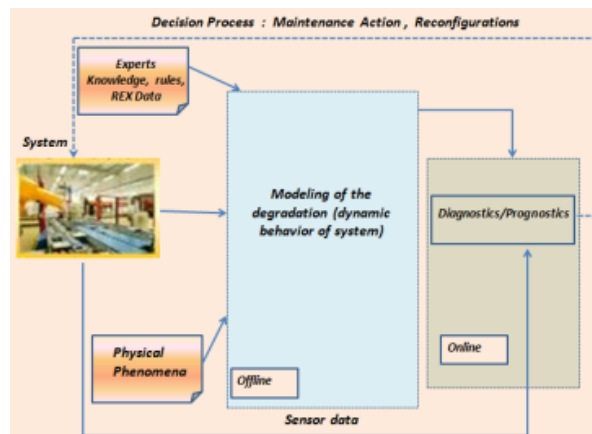 Decision Process : Maintenance Action , Reconfigurations
Experts
Knowledge, rules,
REX Data
System
Modeling of the
degradation (dynamic
behavior of system)
Diagnostics/Prognostics
Physical
Phenomena
Offline
Online
Sensor data